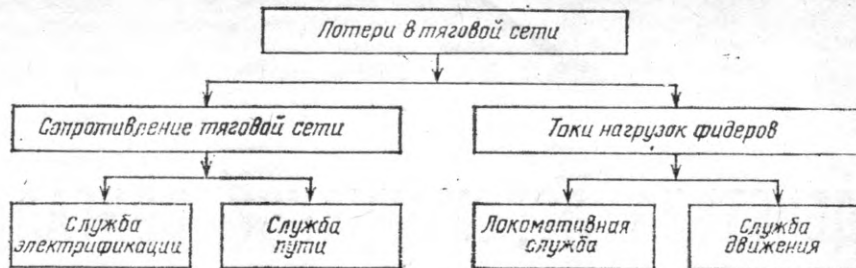 Потери в тяговой сети
Сопротивление тяговой сети
Токи нагрузок фидеров
Служба
электрификации
Служба
пути
Локомотивная
служба
Служба
движения